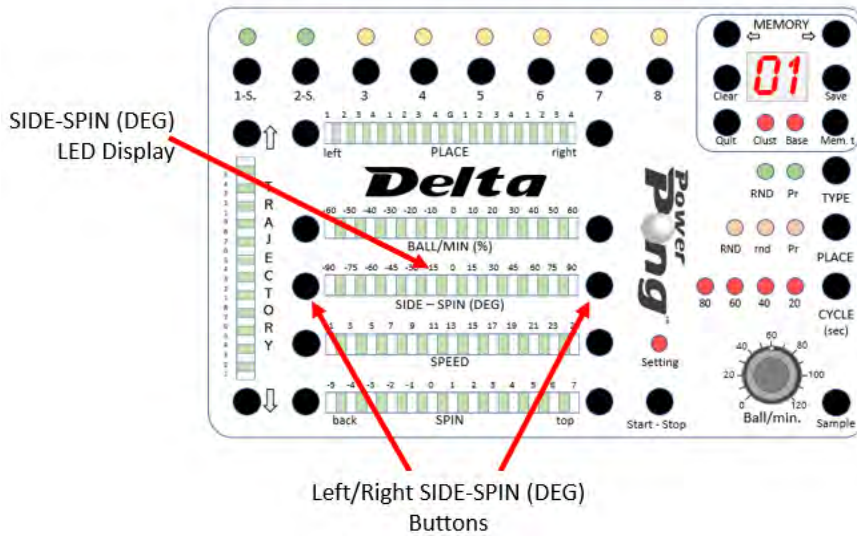 MEMORY
01
Clear
Save
Quit
Clust
Base
Mem. t
1-S.
2-S.
3
4
5
6
7
8
SIDE-SPIN (DEG)
LED Display
TRAJECTORY
1 2 3 4 1 2 3 4 G 1 2 3 4 1 2 3 4
left PLACE right
Delta
Power Pong
-60 -50 -40 -30 -20 -10 0 10 20 30 40 50 60
BALL/MIN (%)
-90 -75 -60 -45 -30 -15 0 15 30 45 60 75 90
SIDE – SPIN (DEG)
1 3 5 7 9 11 13 15 17 19 21 23 2
SPEED
-5 -4 -3 -2 -1 0 1 2 3 4 5 6 7
back SPIN top
RND Pr
TYPE
RND rnd Pr
PLACE
80 60 40 20
CYCLE
(sec)
Setting
Start - Stop
0 20 40 60 80 100 120
Ball/min.
Sample
Left/Right SIDE-SPIN (DEG)
Buttons